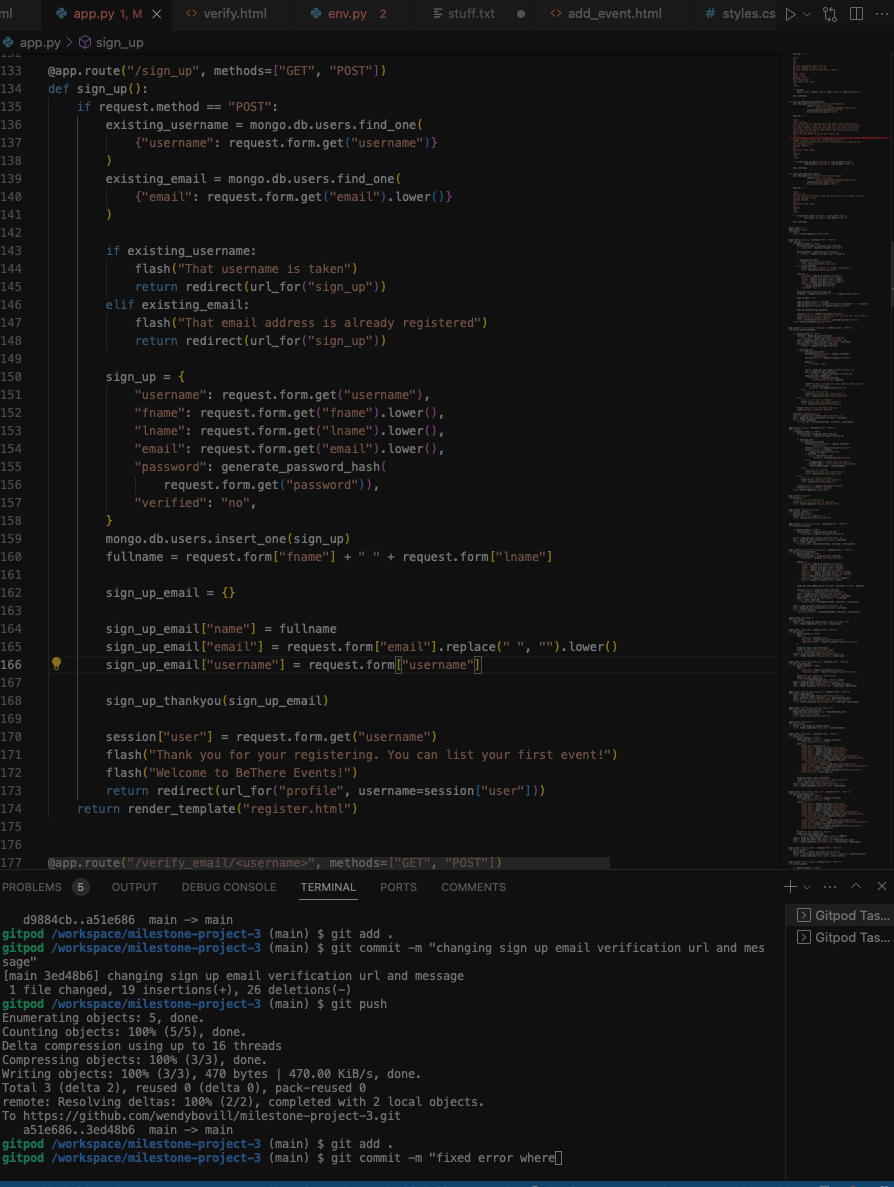 ml app.py 1, M verify.html env.py 2 stuff.txt add_event.html styles.cs
app.py > sign_up
133 @app.route("/sign_up", methods=["GET", "POST"])
134 def sign_up():
135 if request.method == "POST":
136 existing_username = mongo.db.users.find_one(
137 {"username": request.form.get("username")}
138 )
139 existing_email = mongo.db.users.find_one(
140 {"email": request.form.get("email").lower()}
141 )
142
143 if existing_username:
144 flash("That username is taken")
145 return redirect(url_for("sign_up"))
146 elif existing_email:
147 flash("That email address is already registered")
148 return redirect(url_for("sign_up"))
149
150 sign_up = {
151 "username": request.form.get("username"),
152 "fname": request.form.get("fname").lower(),
153 "lname": request.form.get("lname").lower(),
154 "email": request.form.get("email").lower(),
155 "password": generate_password_hash(
156 request.form.get("password")),
157 "verified": "no",
158 }
159 mongo.db.users.insert_one(sign_up)
160 fullname = request.form["fname"] + " " + request.form["lname"]
161
162 sign_up_email = {}
163
164 sign_up_email["name"] = fullname
165 sign_up_email["email"] = request.form["email"].replace(" ", "").lower()
166 sign_up_email["username"] = request.form["username"]
167
168 sign_up_thankyou(sign_up_email)
169
170 session["user"] = request.form.get("username")
171 flash("Thank you for your registering. You can list your first event!")
172 flash("Welcome to BeThere Events!")
173 return redirect(url_for("profile", username=session["user"]))
174 return render_template("register.html")
175
176
177 @app.route("/verify_email/<username>", methods=["GET", "POST"])
PROBLEMS 5 OUTPUT DEBUG CONSOLE TERMINAL PORTS COMMENTS
d9884cb..a51e686 main -> main
gitpod /workspace/milestone-project-3 (main) $ git add .
gitpod /workspace/milestone-project-3 (main) $ git commit -m "changing sign up email verification url and mes
sage"
[main 3ed48b6] changing sign up email verification url and message
1 file changed, 19 insertions(+), 26 deletions(-)
gitpod /workspace/milestone-project-3 (main) $ git push
Enumerating objects: 5, done.
Counting objects: 100% (5/5), done.
Delta compression using up to 16 threads
Compressing objects: 100% (3/3), done.
Writing objects: 100% (3/3), 470 bytes | 470.00 KiB/s, done.
Total 3 (delta 2), reused 0 (delta 0), pack-reused 0
remote: Resolving deltas: 100% (2/2), completed with 2 local objects.
To https://github.com/wendybovill/milestone-project-3.git
a51e686..3ed48b6 main -> main
gitpod /workspace/milestone-project-3 (main) $ git add .
gitpod /workspace/milestone-project-3 (main) $ git commit -m "fixed error where
Gitpod Tas...
Gitpod Tas...